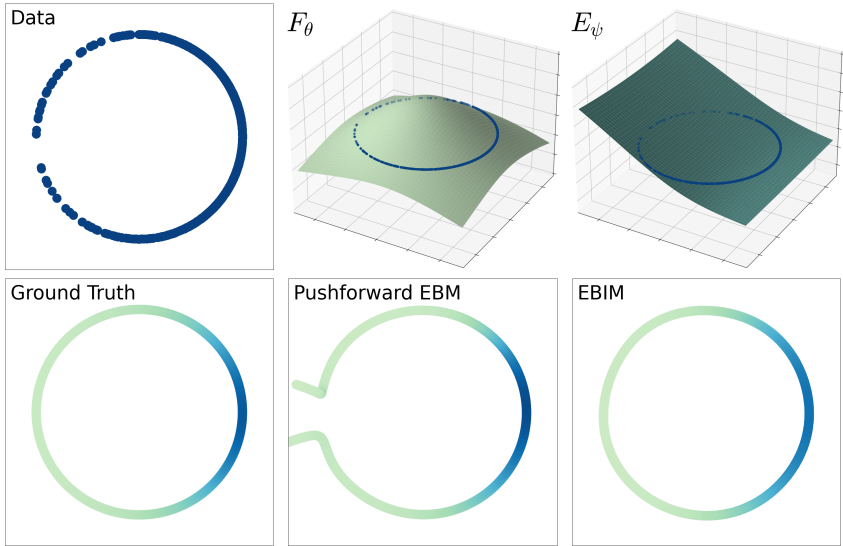 Data
F_θ
E_ψ
Ground Truth
Pushforward EBM
EBIM